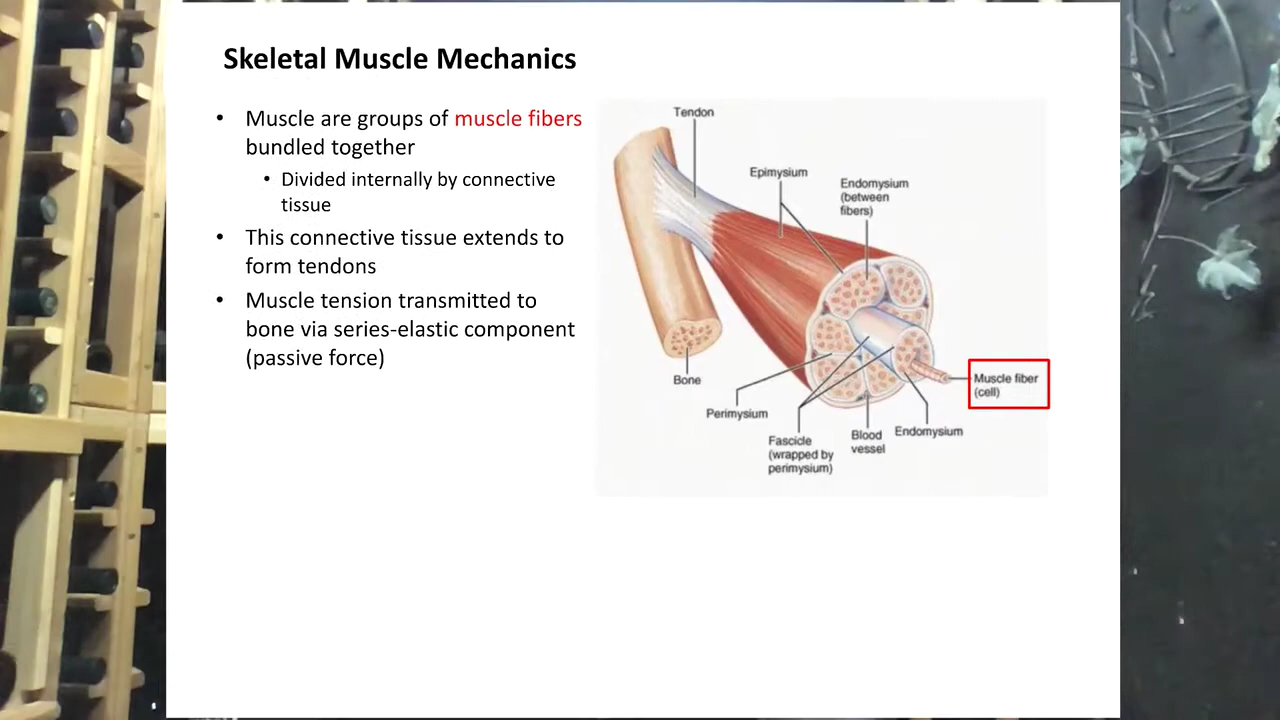 Skeletal Muscle Mechanics
• Muscle are groups of muscle fibers
bundled together
• Divided internally by connective
tissue
• This connective tissue extends to
form tendons
• Muscle tension transmitted to
bone via series-elastic component
(passive force)
Tendon
Epimysium
Endomysium
(between
fibers)
Muscle fiber
(cell)
Bone
Perimysium
Fascicle
(wrapped by
perimysium)
Blood
vessel
Endomysium